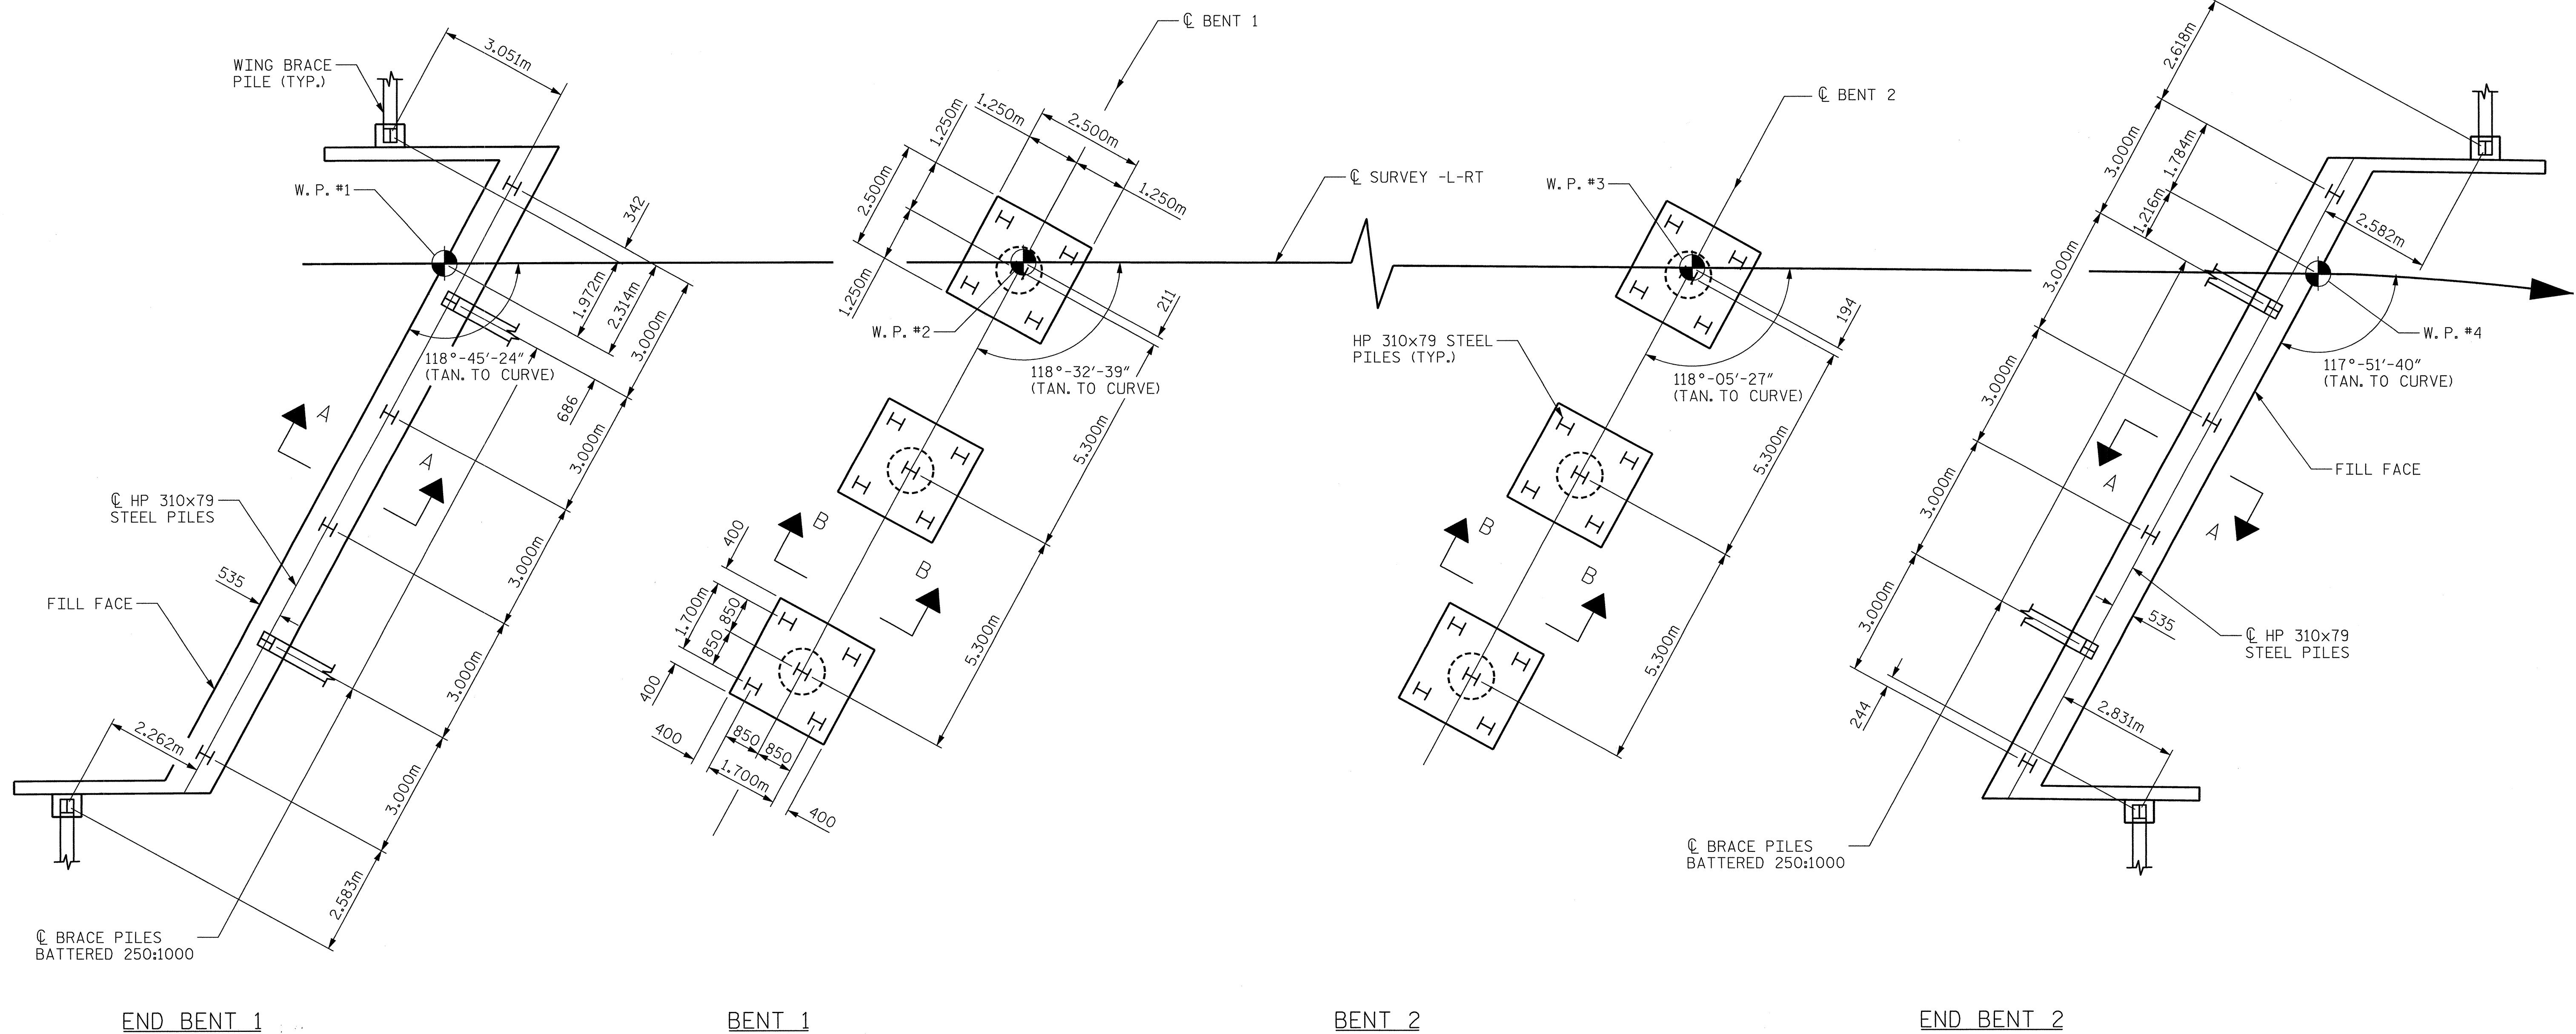 3.051m
WING BRACE
PILE (TYP.)
W.P. #1
342
1.972m
2.314m
3.000m
118°-45'-24"
(TAN. TO CURVE)
686
3.000m
3.000m
3.000m
3.000m
2.583m
A
A
℄ HP 310x79
STEEL PILES
535
FILL FACE
2.262m
℄ BRACE PILES
BATTERED 250:1000
END BENT 1
℄ BENT 1
1.250m
1.250m
2.500m
2.500m
1.250m
1.250m
W.P. #2
211
118°-32'-39"
(TAN. TO CURVE)
5.300m
5.300m
B
B
400
1.700m
850
850
400
400
850
850
1.700m
400
BENT 1
℄ SURVEY -L-RT
℄ BENT 2
W.P. #3
HP 310x79 STEEL
PILES (TYP.)
194
118°-05'-27"
(TAN. TO CURVE)
5.300m
5.300m
B
B
BENT 2
2.618m
3.000m
1.784m
1.216m
3.000m
3.000m
3.000m
3.000m
2.582m
W.P. #4
117°-51'-40"
(TAN. TO CURVE)
FILL FACE
A
A
535
℄ HP 310x79
STEEL PILES
244
2.831m
℄ BRACE PILES
BATTERED 250:1000
END BENT 2